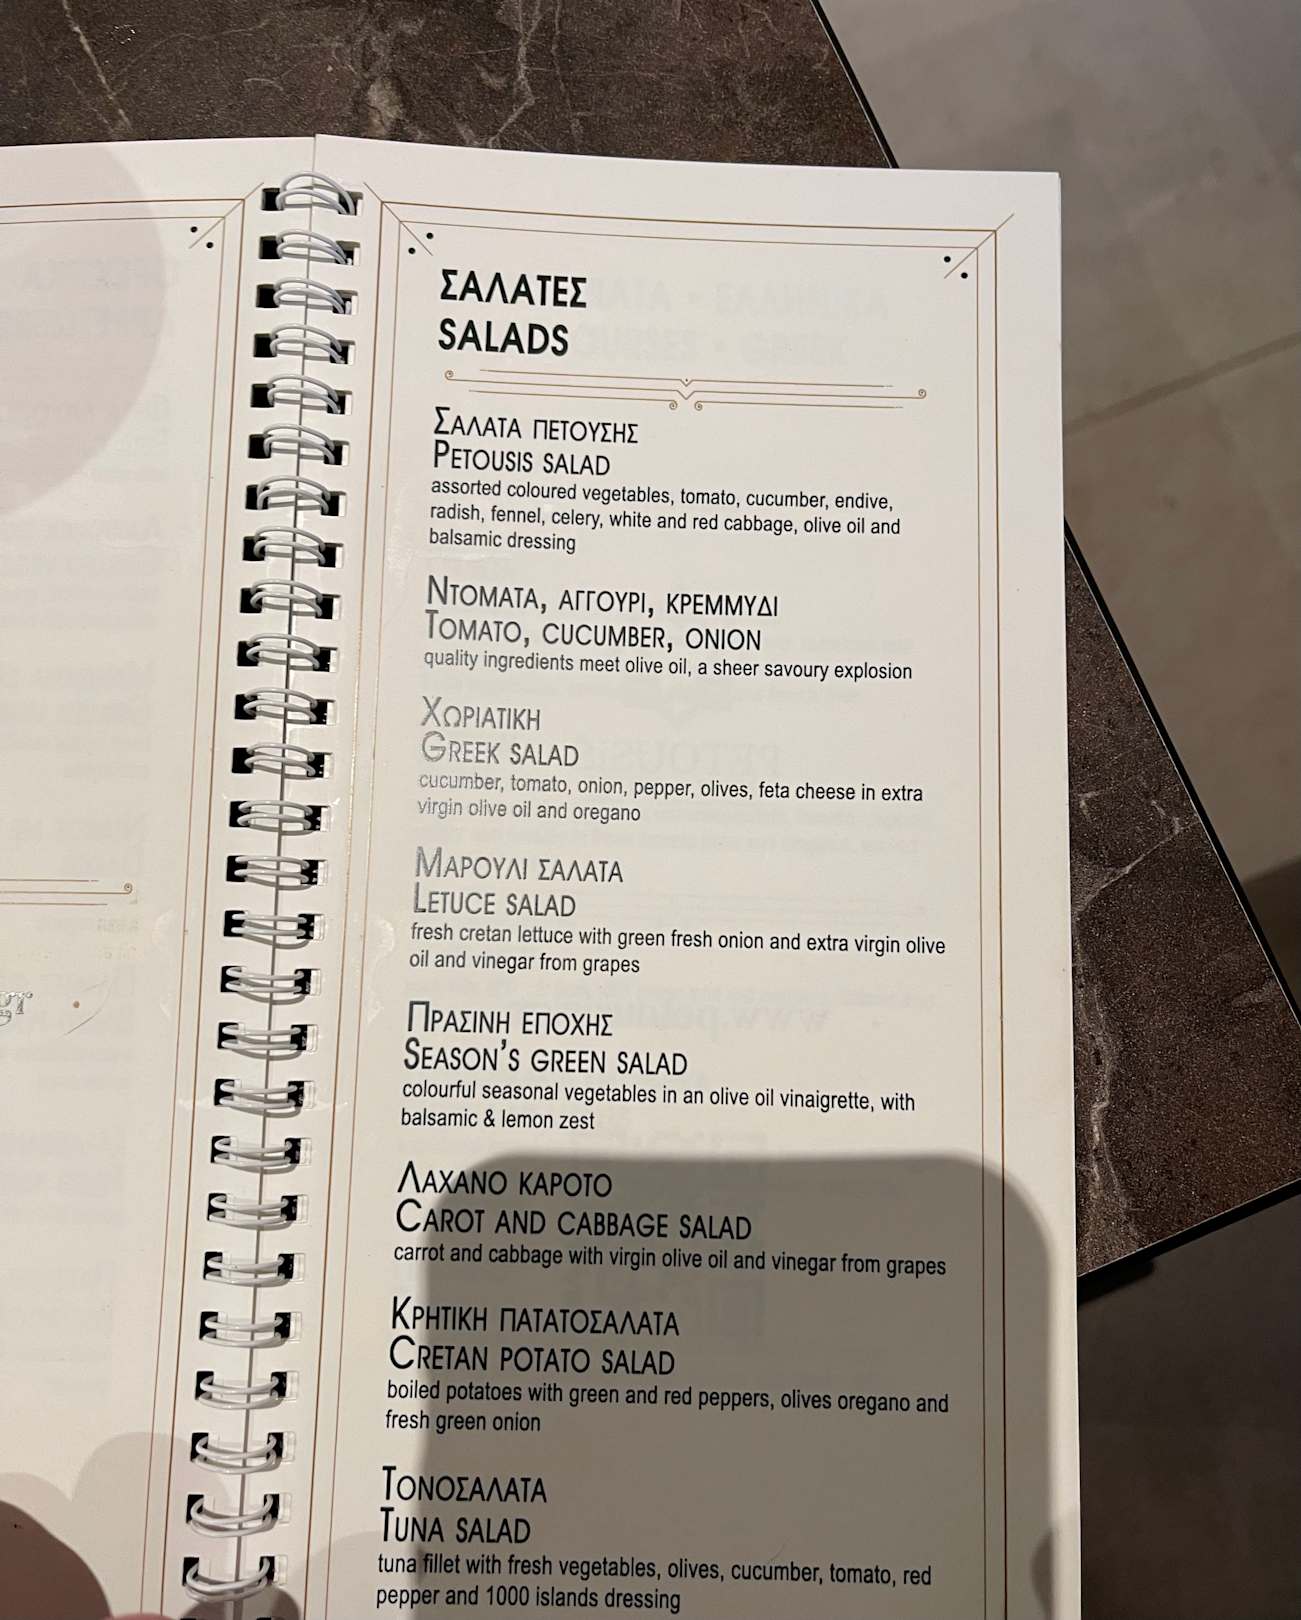 ΣΑΛΑΤΕΣ
SALADS
ΣΑΛΑΤΑ ΠΕΤΟΥΣΗΣ
PETOUSIS SALAD
assorted coloured vegetables, tomato, cucumber, endive,
radish, fennel, celery, white and red cabbage, olive oil and
balsamic dressing
ΝΤΟΜΑΤΑ, ΑΓΓΟΥΡΙ, ΚΡΕΜΜΥΔΙ
TOMATO, CUCUMBER, ONION
quality ingredients meet olive oil, a sheer savoury explosion
ΧΩΡΙΑΤΙΚΗ
GREEK SALAD
cucumber, tomato, onion, pepper, olives, feta cheese in extra
virgin olive oil and oregano
ΜΑΡΟΥΛΙ ΣΑΛΑΤΑ
LETUCE SALAD
fresh cretan lettuce with green fresh onion and extra virgin olive
oil and vinegar from grapes
ΠΡΑΣΙΝΗ ΕΠΟΧΗΣ
SEASON'S GREEN SALAD
colourful seasonal vegetables in an olive oil vinaigrette, with
balsamic & lemon zest
ΛΑΧΑΝΟ ΚΑΡΟΤΟ
CAROT AND CABBAGE SALAD
carrot and cabbage with virgin olive oil and vinegar from grapes
ΚΡΗΤΙΚΗ ΠΑΤΑΤΟΣΑΛΑΤΑ
CRETAN POTATO SALAD
boiled potatoes with green and red peppers, olives oregano and
fresh green onion
ΤΟΝΟΣΑΛΑΤΑ
TUNA SALAD
tuna fillet with fresh vegetables, olives, cucumber, tomato, red
pepper and 1000 islands dressing